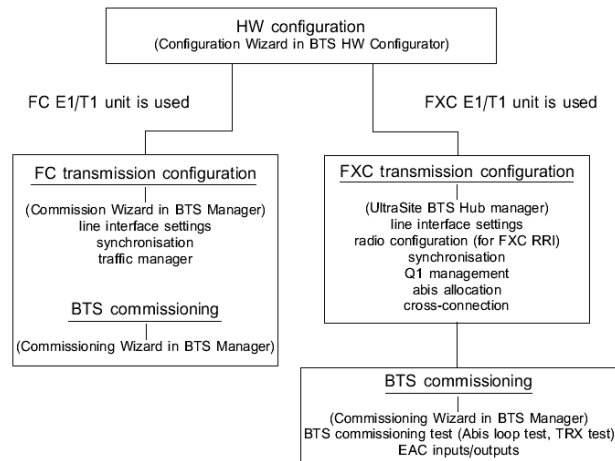 HW configuration
(Configuration Wizard in BTS HW Configurator)
FC E1/T1 unit is used
FXC E1/T1 unit is used
FC transmission configuration
(Commission Wizard in BTS Manager)
line interface settings
synchronisation
traffic manager
BTS commissioning
(Commissioning Wizard in BTS Manager)
FXC transmission configuration
(UltraSite BTS Hub manager)
line interface settings
radio configuration (for FXC RRI)
synchronisation
Q1 management
abis allocation
cross-connection
BTS commissioning
(Commissioning Wizard in BTS Manager)
BTS commissioning test (Abis loop test, TRX test)
EAC inputs/outputs